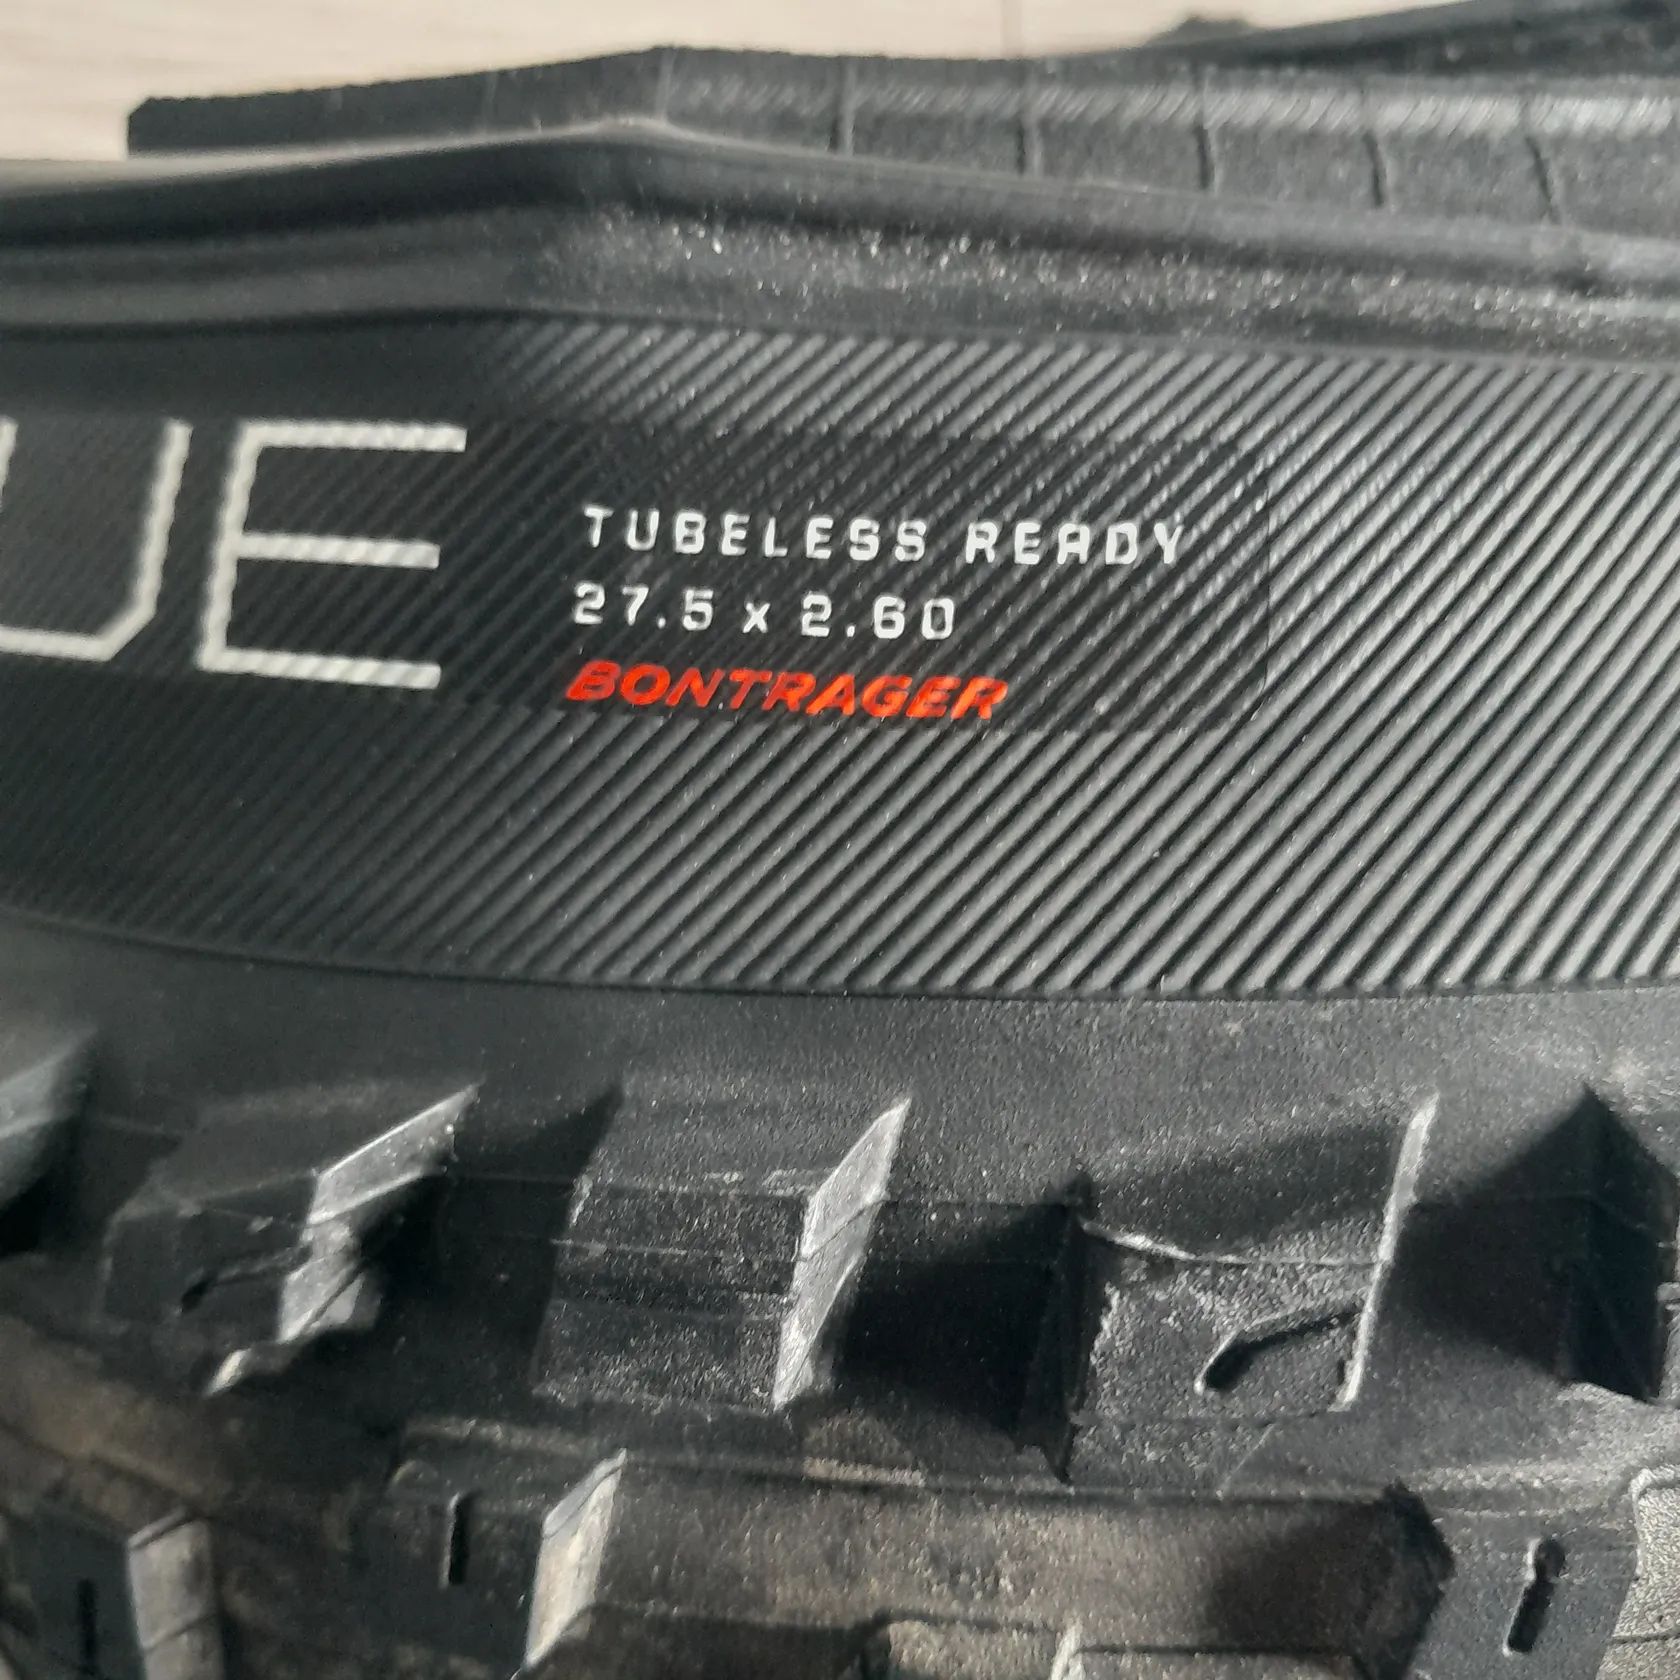 UE
TUBELESS READY
27.5 x 2.60
BONTRAGER